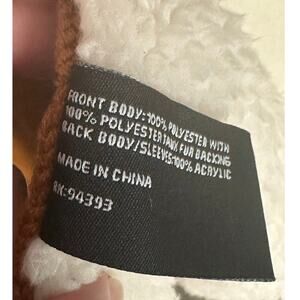 FRONT BODY:100% POLYESTER WITH
100% POLYESTER TANK FUR BACKING
BACK BODY/SLEEVES:100% ACRYLIC
MADE IN CHINA
RN:94393